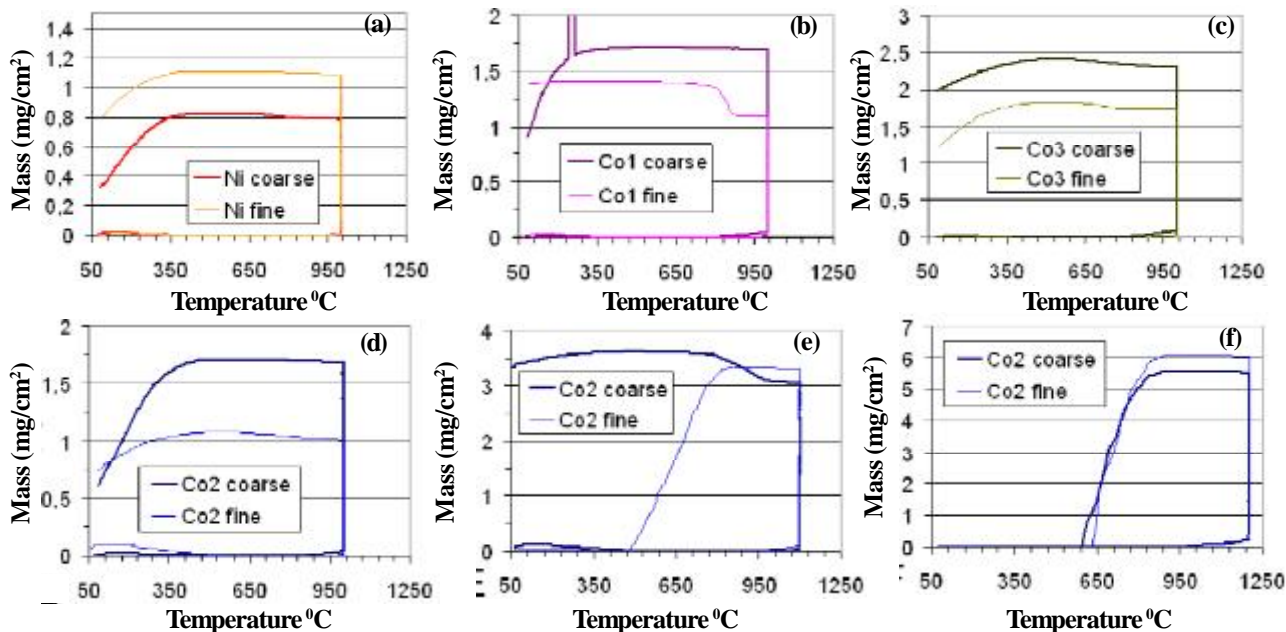 (a)
Mass (mg/cm²)
1.4
1.2
1
0,8
0,6
0,4
0,2
0
Ni coarse
Ni fine
50 350 650 950 1250
Temperature ⁰C
(b)
Mass (mg/cm²)
2
1.5
1
0.5
0
Co1 coarse
Co1 fine
50 350 650 950 1250
Temperature ⁰C
(c)
Mass (mg/cm²)
3
2.5
2
1.5
1
0.5
0
Co3 coarse
Co3 fine
50 350 650 950 1250
Temperature ⁰C
(d)
Mass (mg/cm²)
2
1.5
1
0.5
0
Co2 coarse
Co2 fine
50 350 650 950 1250
Temperature ⁰C
(e)
Mass (mg/cm²)
4
3
2
1
0
Co2 coarse
Co2 fine
50 350 650 950 1250
Temperature ⁰C
(f)
Mass (mg/cm²)
7
6
5
4
3
2
1
0
Co2 coarse
Co2 fine
50 350 650 950 1250
Temperature ⁰C